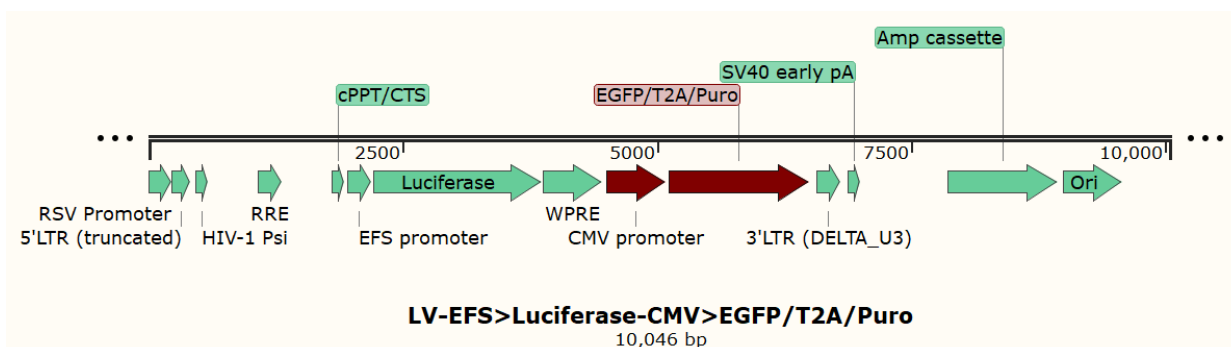 Amp cassette
SV40 early pA
cPPT/CTS
EGFP/T2A/Puro
2500
5000
7500
10,000
Luciferase
Ori
RSV Promoter
RRE
WPRE
5'LTR (truncated)
HIV-1 Psi
EFS promoter
CMV promoter
3'LTR (DELTA_U3)
LV-EFS>Luciferase-CMV>EGFP/T2A/Puro
10,046 bp